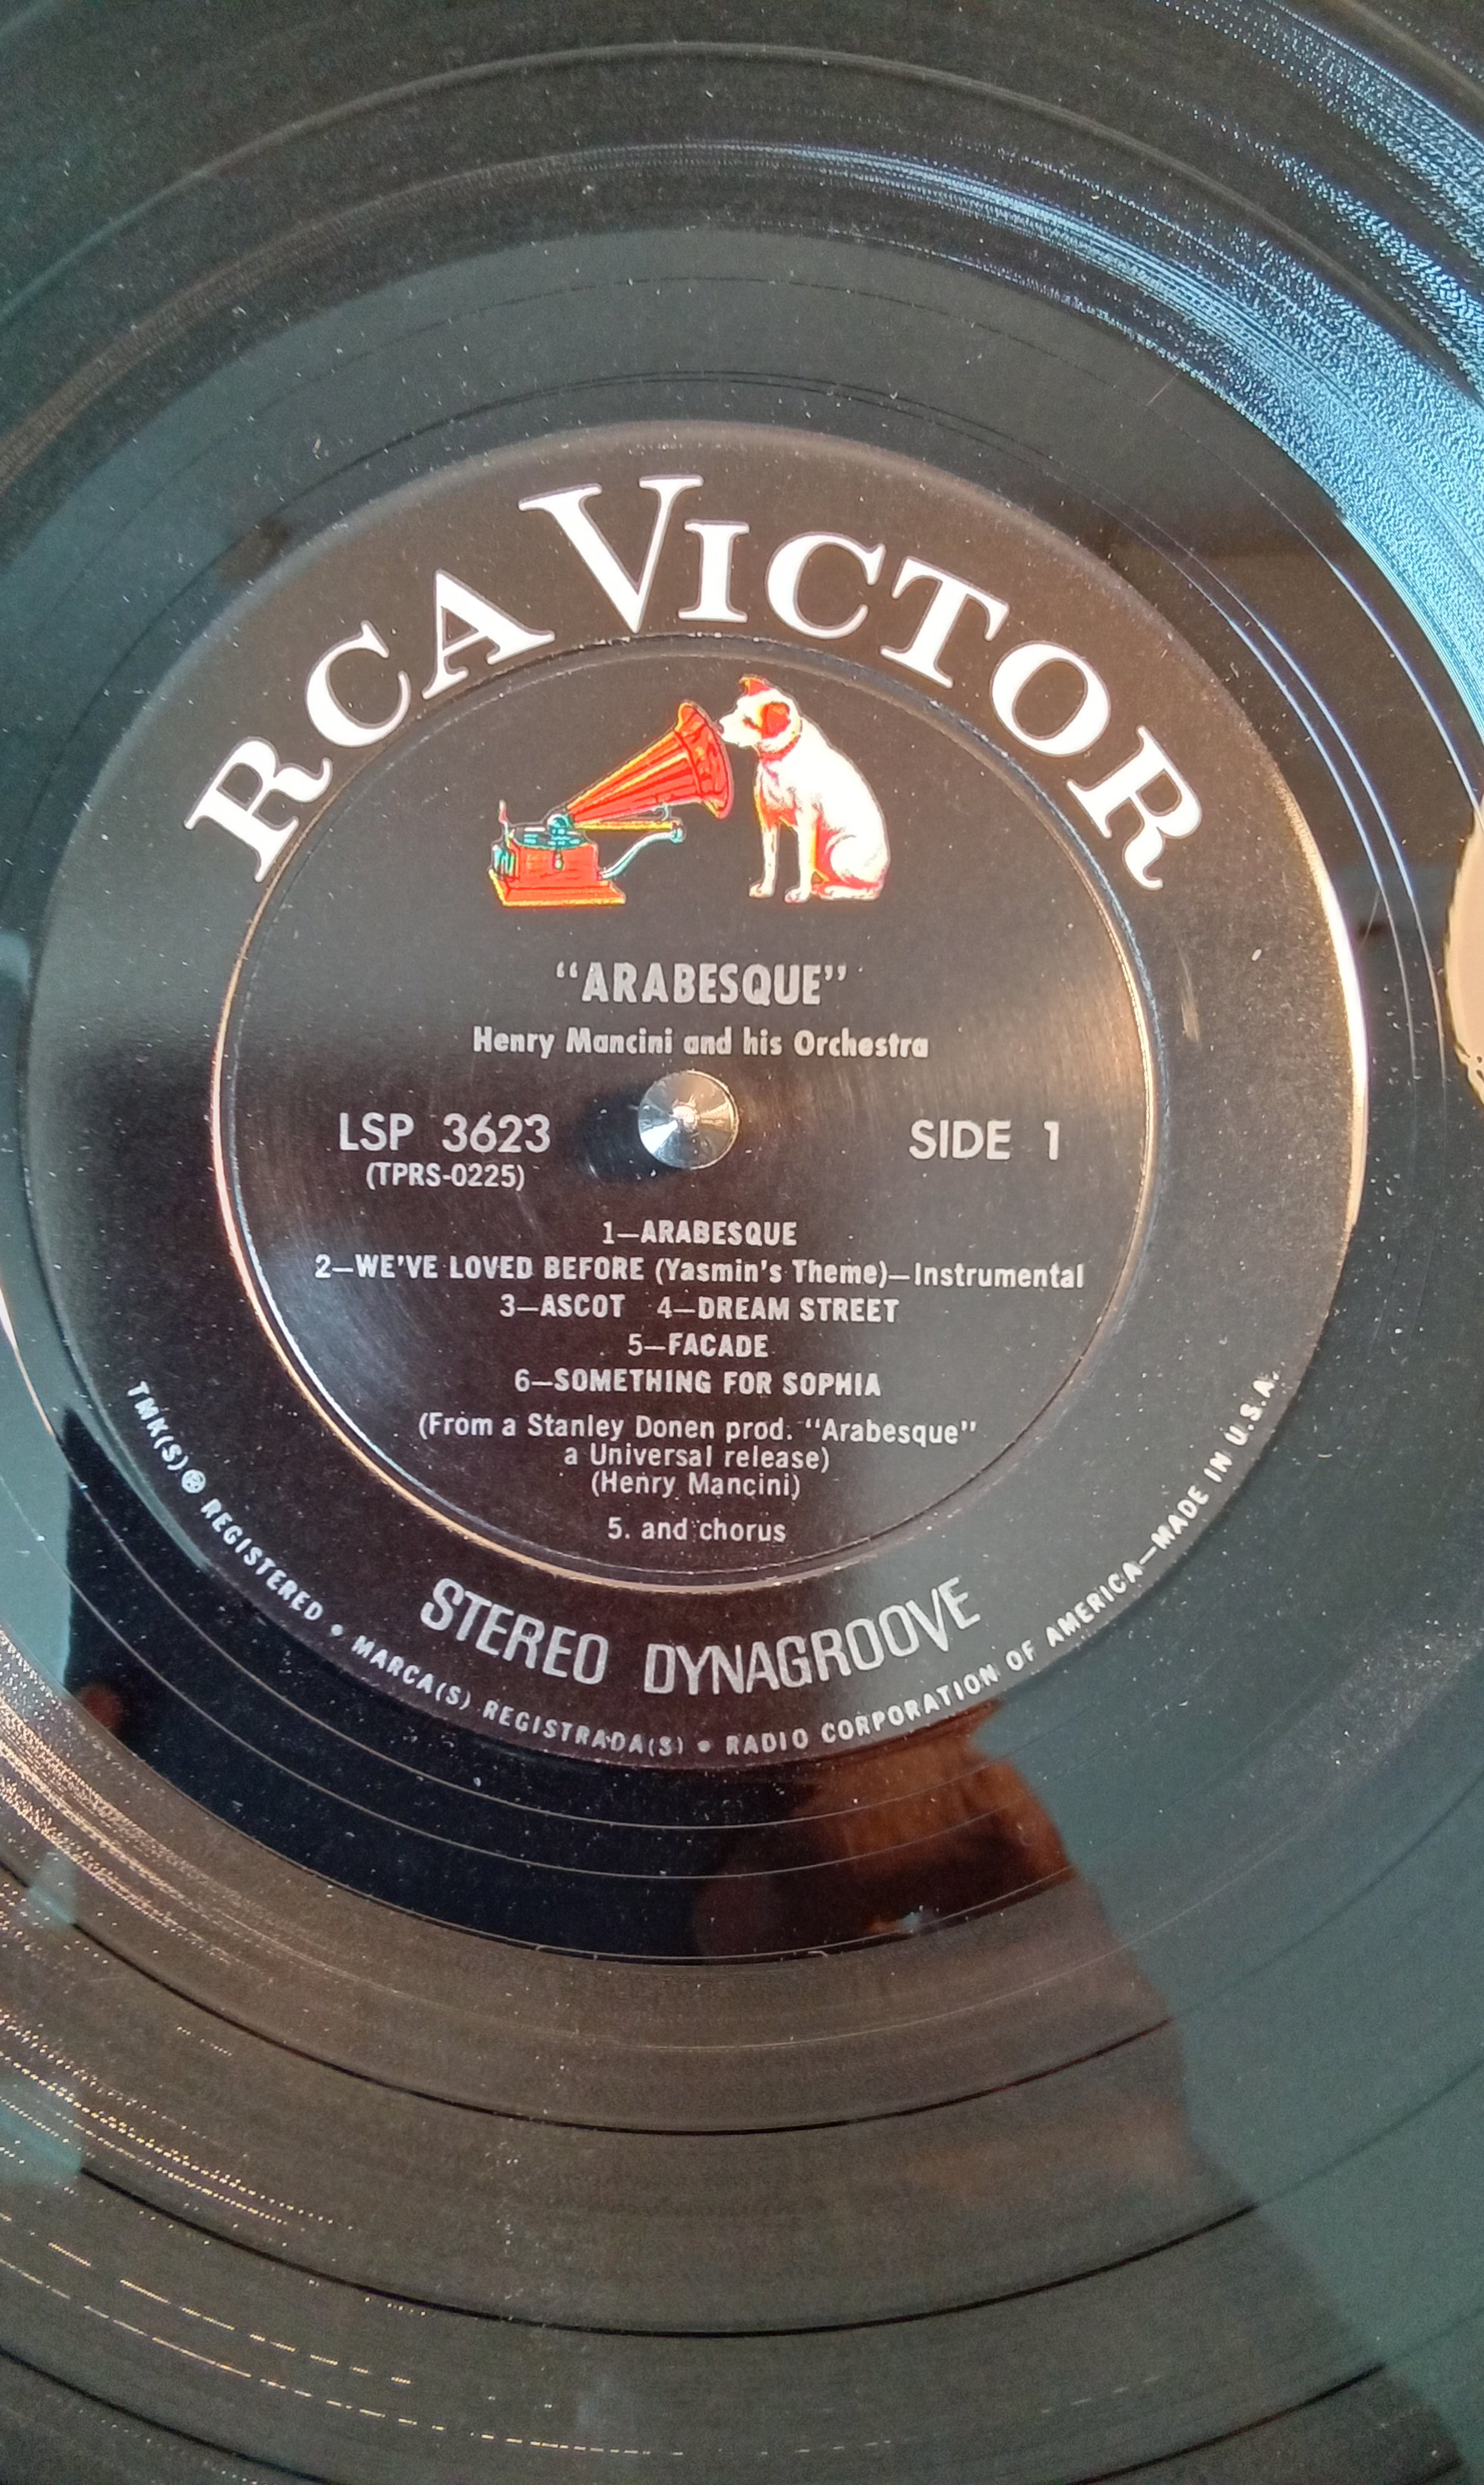 RCA VICTOR
"ARABESQUE"
Henry Mancini and his Orchestra
LSP 3623
SIDE 1
(TPRS-0225)
1—ARABESQUE
2—WE'VE LOVED BEFORE (Yasmin's Theme)—Instrumental
3—ASCOT 4—DREAM STREET
5—FACADE
6—SOMETHING FOR SOPHIA
(From a Stanley Donen prod. "Arabesque"
a Universal release)
(Henry Mancini)
5. and chorus
STEREO DYNAGROOVE
TMK(S) ® REGISTERED • MARCA(S) REGISTRADA(S) • RADIO CORPORATION OF AMERICA—MADE IN U.S.A.